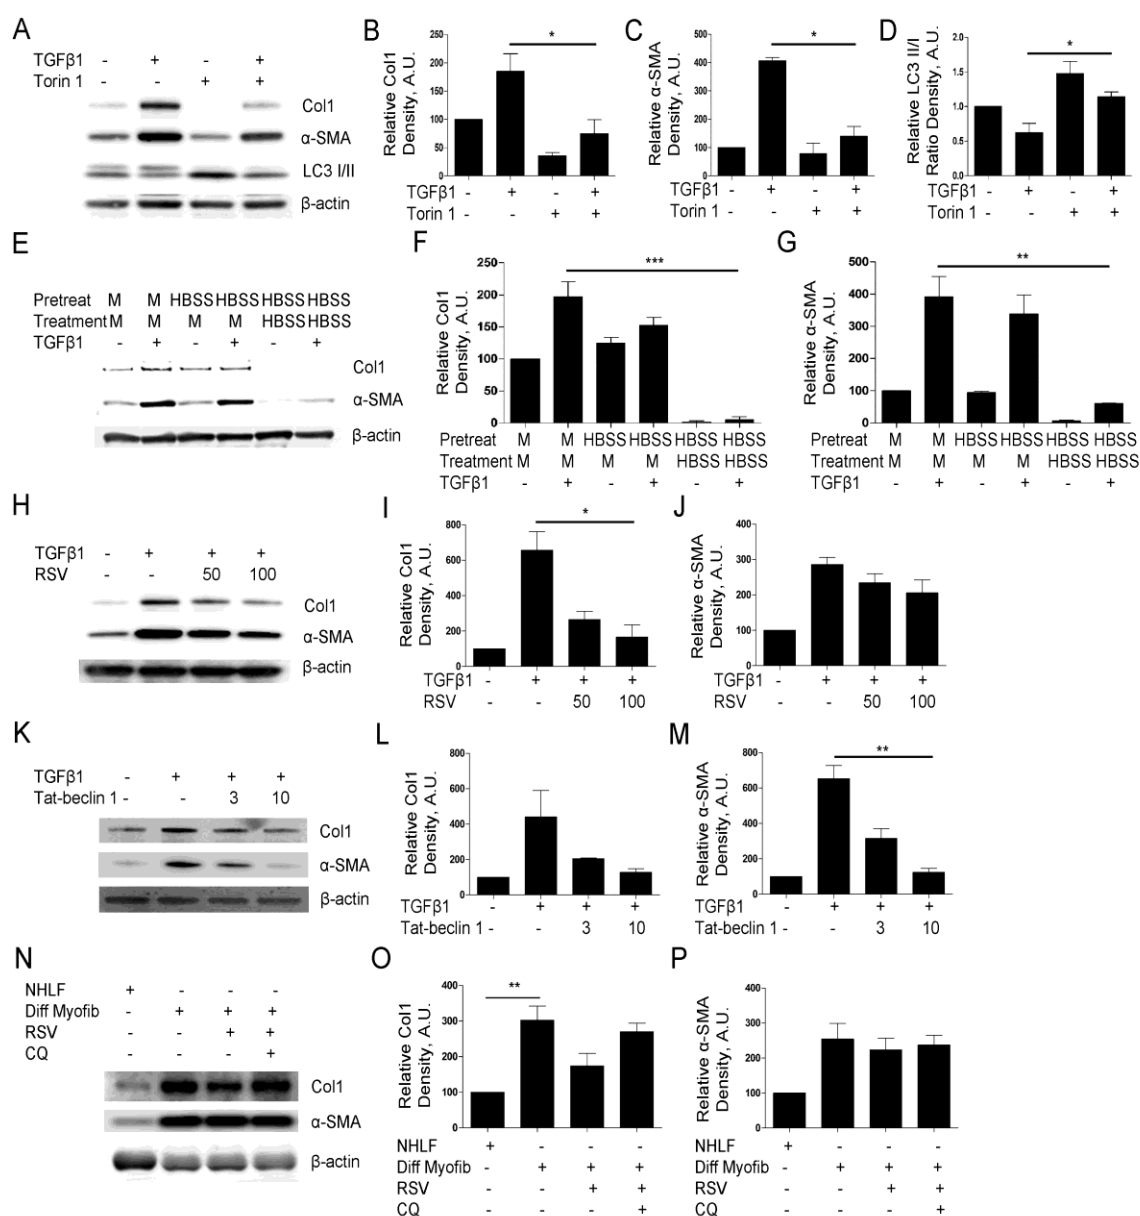 A
TGFβ1 - + - +
Torin 1 - - + +
Col1
α-SMA
LC3 I/II
β-actin
B
Relative Col1
Density, A.U.
250
200
150
100
50
0
*
TGFβ1 - + - +
Torin 1 - - + +
C
Relative α-SMA
Density, A.U.
500
400
300
200
100
0
*
TGFβ1 - + - +
Torin 1 - - + +
D
Relative LC3 II/I
Ratio Density, A.U.
2.0
1.5
1.0
0.5
0.0
*
TGFβ1 - + - +
Torin 1 - - + +
E
Pretreat M M HBSS HBSS HBSS HBSS
Treatment M M M M HBSS HBSS
TGFβ1 - + - + - +
Col1
α-SMA
β-actin
F
Relative Col1
Density, A.U.
250
200
150
100
50
0
***
Pretreat M M HBSS HBSS HBSS HBSS
Treatment M M M M HBSS HBSS
TGFβ1 - + - + - +
G
Relative α-SMA
Density, A.U.
500
400
300
200
100
0
**
Pretreat M M HBSS HBSS HBSS HBSS
Treatment M M M M HBSS HBSS
TGFβ1 - + - + - +
H
TGFβ1 - + + +
RSV - - 50 100
Col1
α-SMA
β-actin
I
Relative Col1
Density, A.U.
800
600
400
200
0
*
TGFβ1 - + + +
RSV - - 50 100
J
Relative α-SMA
Density, A.U.
400
300
200
100
0
TGFβ1 - + + +
RSV - - 50 100
K
TGFβ1 - + + +
Tat-beclin 1 - - 3 10
Col1
α-SMA
β-actin
L
Relative Col1
Density, A.U.
800
600
400
200
0
TGFβ1 - + + +
Tat-beclin 1 - - 3 10
M
Relative α-SMA
Density, A.U.
800
600
400
200
0
**
TGFβ1 - + + +
Tat-beclin 1 - - 3 10
N
NHLF + - - -
Diff Myofib - + + +
RSV - - + +
CQ - - - +
Col1
α-SMA
β-actin
O
Relative Col1
Density, A.U.
400
300
200
100
0
**
NHLF + - - -
Diff Myofib - + + +
RSV - - + +
CQ - - - +
P
Relative α-SMA
Density, A.U.
400
300
200
100
0
NHLF + - - -
Diff Myofib - + + +
RSV - - + +
CQ - - - +